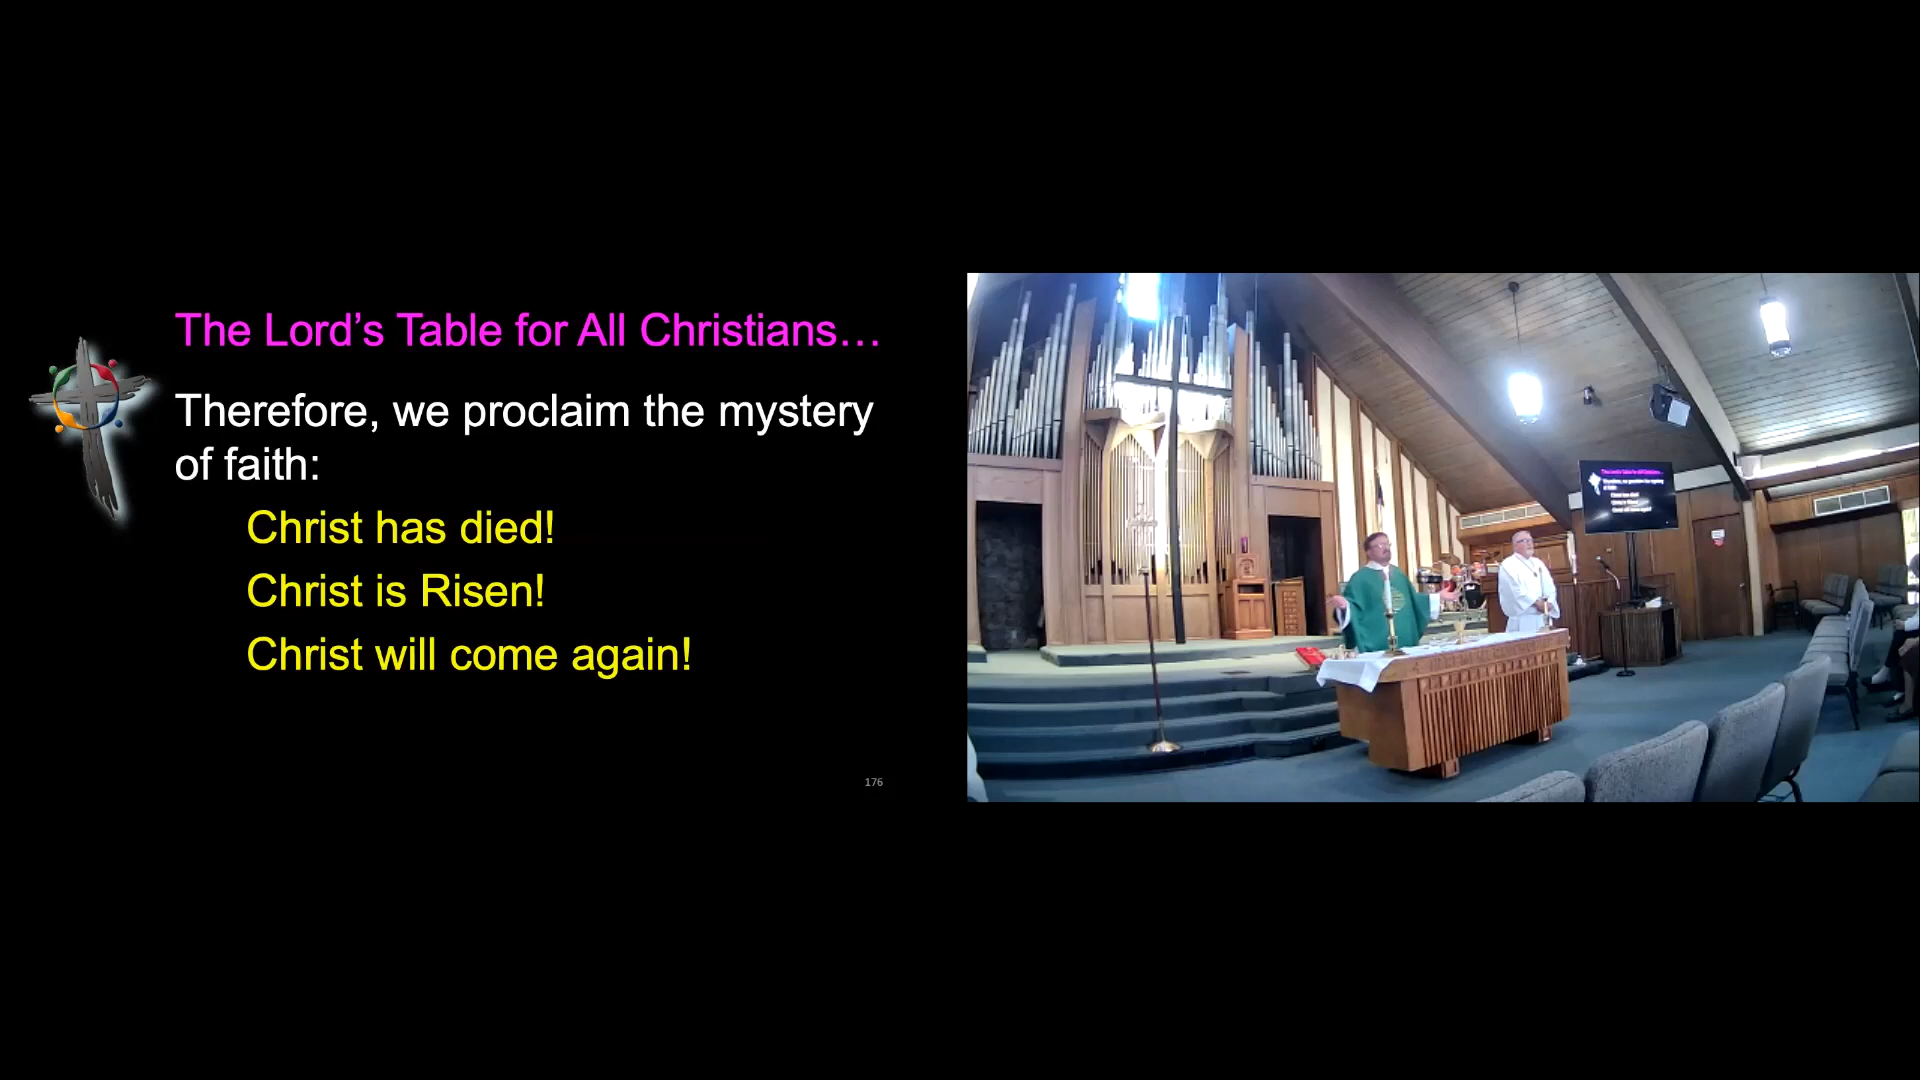 The Lord’s Table for All Christians…
Therefore, we proclaim the mystery
of faith:
Christ has died!
Christ is Risen!
Christ will come again!
176